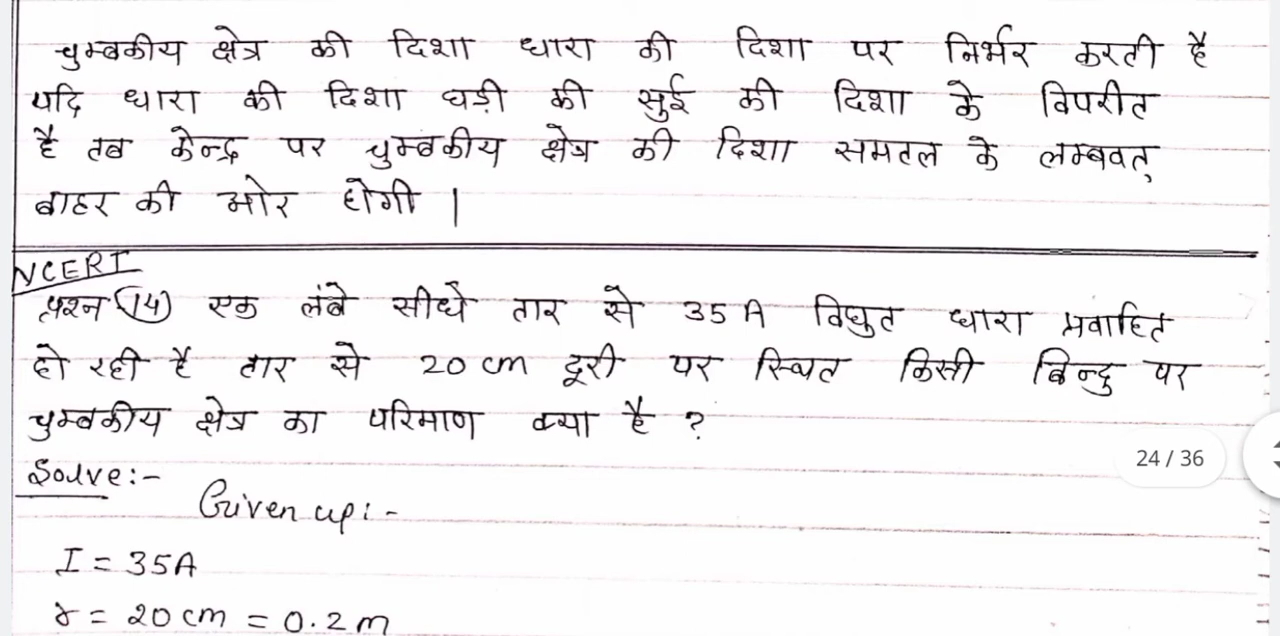 चुम्बकीय क्षेत्र की दिशा धारा की दिशा पर निर्भर करती है
यदि धारा की दिशा घड़ी की सुई की दिशा के विपरीत
है तब केन्द्र पर चुम्बकीय क्षेत्र की दिशा समतल के लम्बवत्
बाहर की ओर होगी |
NCERT
प्रश्न (14) एक लंबे सीधे तार से 35 A विद्युत धारा प्रवाहित
हो रही है तार से 20 cm दूरी पर स्थित किसी बिन्दु पर
चुम्बकीय क्षेत्र का परिमाण क्या है ?
24 / 36
Solve:-
Given up:-
I = 35A
r = 20 cm = 0.2 m